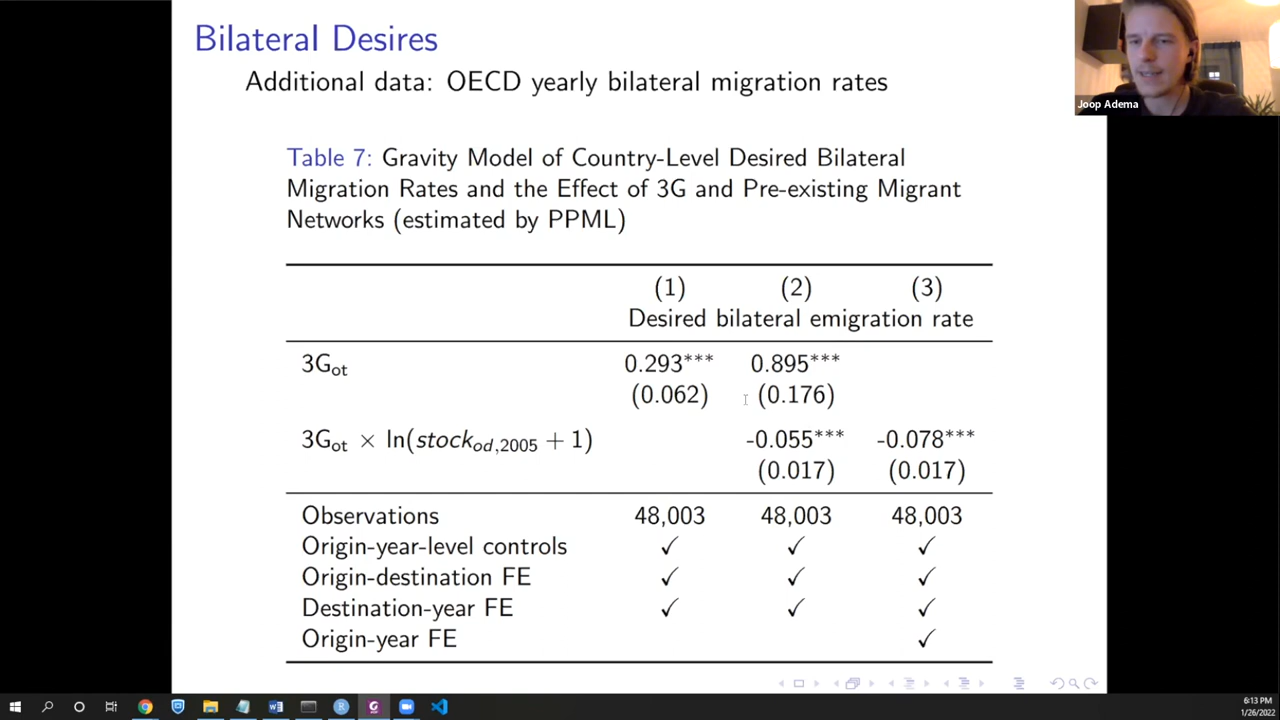 Bilateral Desires
Additional data: OECD yearly bilateral migration rates
Joop Adema
Table 7: Gravity Model of Country-Level Desired Bilateral
Migration Rates and the Effect of 3G and Pre-existing Migrant
Networks (estimated by PPML)
(1) (2) (3)
Desired bilateral emigration rate
3Got 0.293*** 0.895***
(0.062) (0.176)
3Got × ln(stockod,2005 + 1) -0.055*** -0.078***
(0.017) (0.017)
Observations 48,003 48,003 48,003
Origin-year-level controls ✓ ✓ ✓
Origin-destination FE ✓ ✓ ✓
Destination-year FE ✓ ✓ ✓
Origin-year FE ✓
6:13 PM
1/26/2022